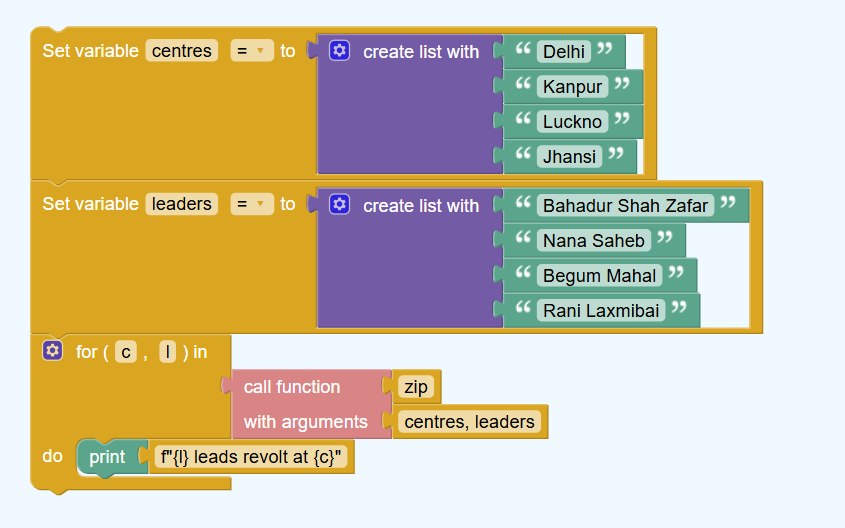 Set variable centres = to create list with “ Delhi ”
“ Kanpur ”
“ Luckno ”
“ Jhansi ”
Set variable leaders = to create list with “ Bahadur Shah Zafar ”
“ Nana Saheb ”
“ Begum Mahal ”
“ Rani Laxmibai ”
for ( c , l ) in
call function zip
with arguments centres, leaders
do print f"{l} leads revolt at {c}"